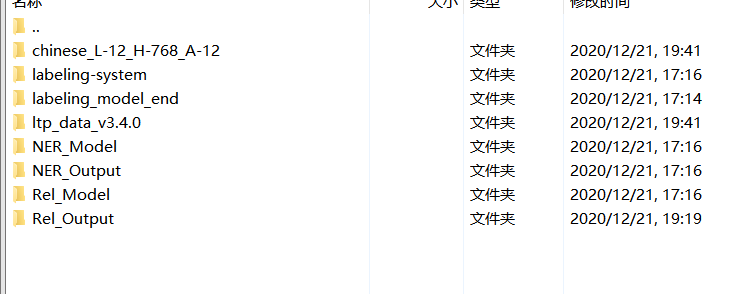 名称 大小 类型 修改时间
..
chinese_L-12_H-768_A-12 文件夹 2020/12/21, 19:41
labeling-system 文件夹 2020/12/21, 17:16
labeling_model_end 文件夹 2020/12/21, 17:14
ltp_data_v3.4.0 文件夹 2020/12/21, 19:41
NER_Model 文件夹 2020/12/21, 17:16
NER_Output 文件夹 2020/12/21, 17:16
Rel_Model 文件夹 2020/12/21, 17:16
Rel_Output 文件夹 2020/12/21, 19:19